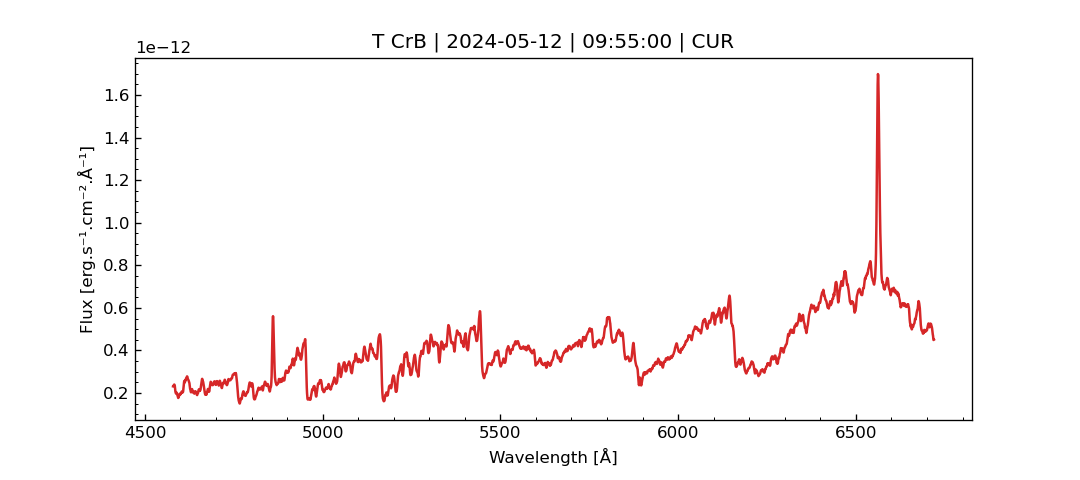 T CrB | 2024-05-12 | 09:55:00 | CUR
1e−12
1.6
1.4
1.2
1.0
0.8
0.6
0.4
0.2
Flux [erg.s⁻¹.cm⁻².Å⁻¹]
4500 5000 5500 6000 6500
Wavelength [Å]